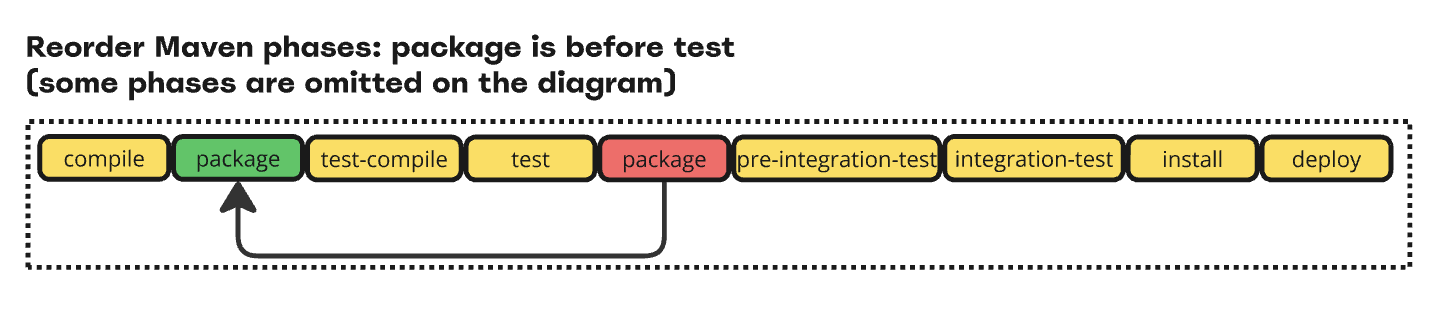 Reorder Maven phases: package is before test
(some phases are omitted on the diagram)
compile package test-compile test package pre-integration-test integration-test install deploy